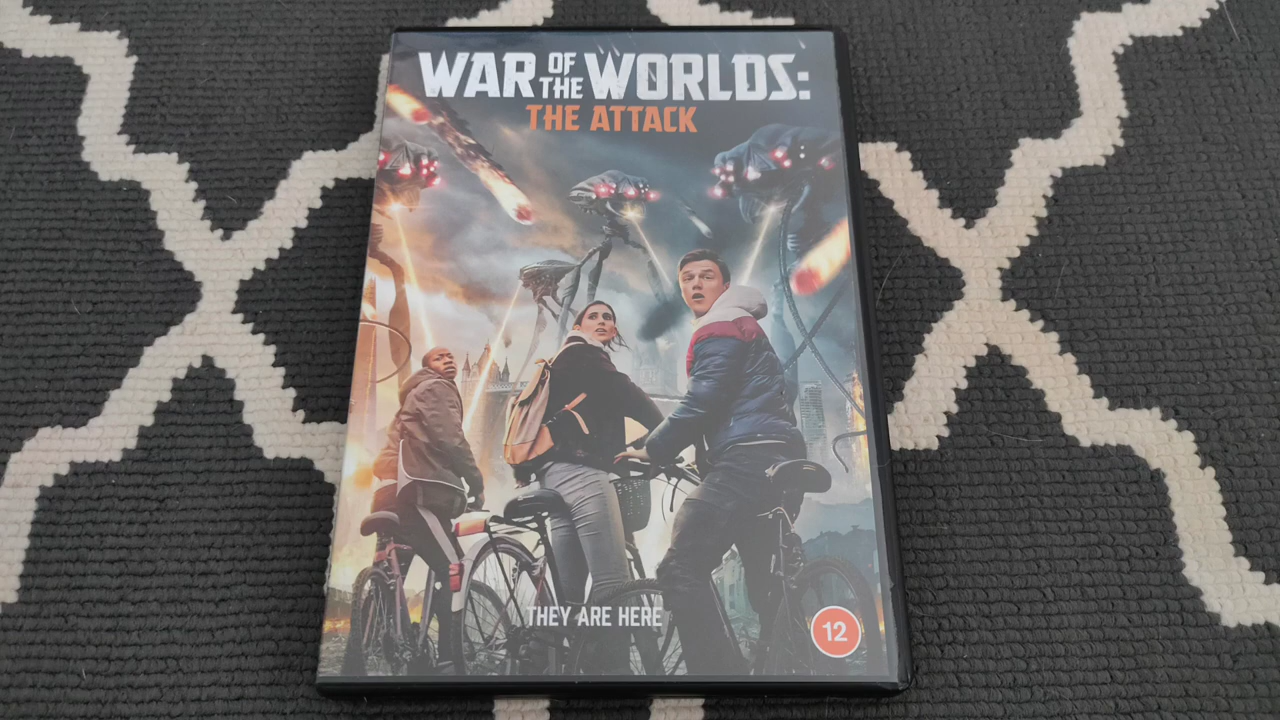 WAR OF THE WORLDS:
THE ATTACK
THEY ARE HERE
12